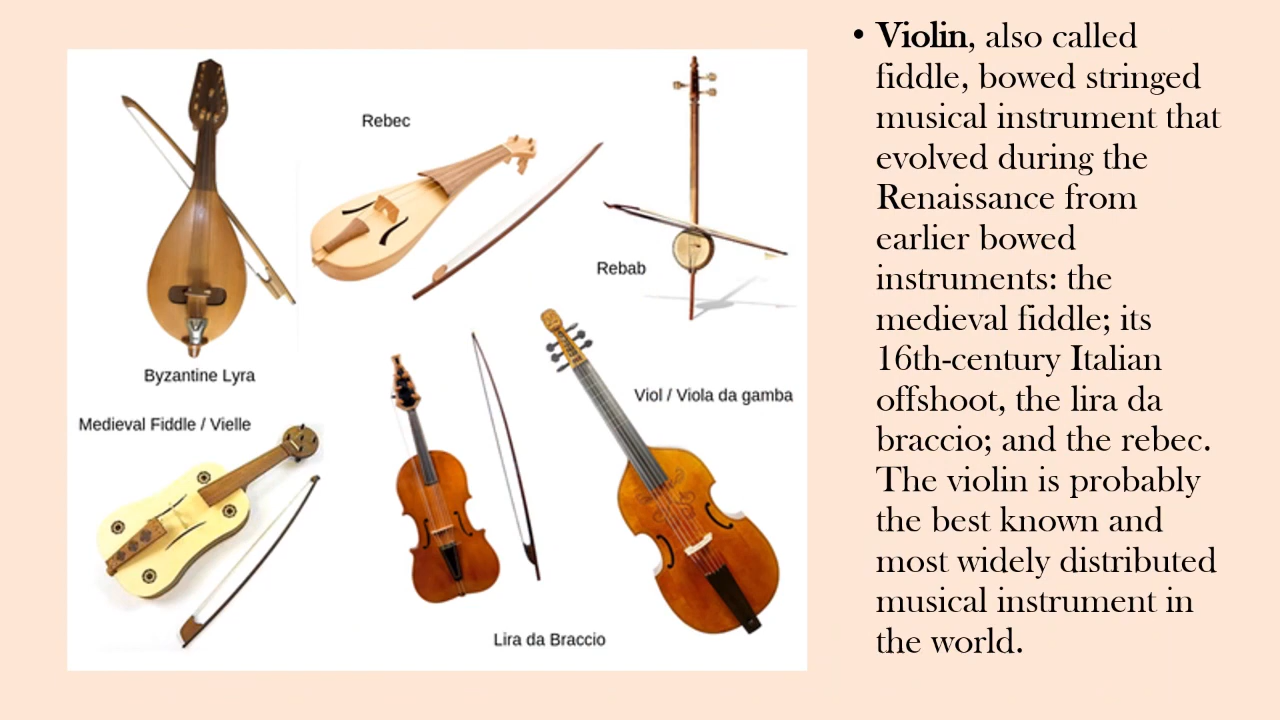 Rebec
Rebab
Byzantine Lyra
Viol / Viola da gamba
Medieval Fiddle / Vielle
Lira da Braccio
• Violin, also called
fiddle, bowed stringed
musical instrument that
evolved during the
Renaissance from
earlier bowed
instruments: the
medieval fiddle; its
16th-century Italian
offshoot, the lira da
braccio; and the rebec.
The violin is probably
the best known and
most widely distributed
musical instrument in
the world.